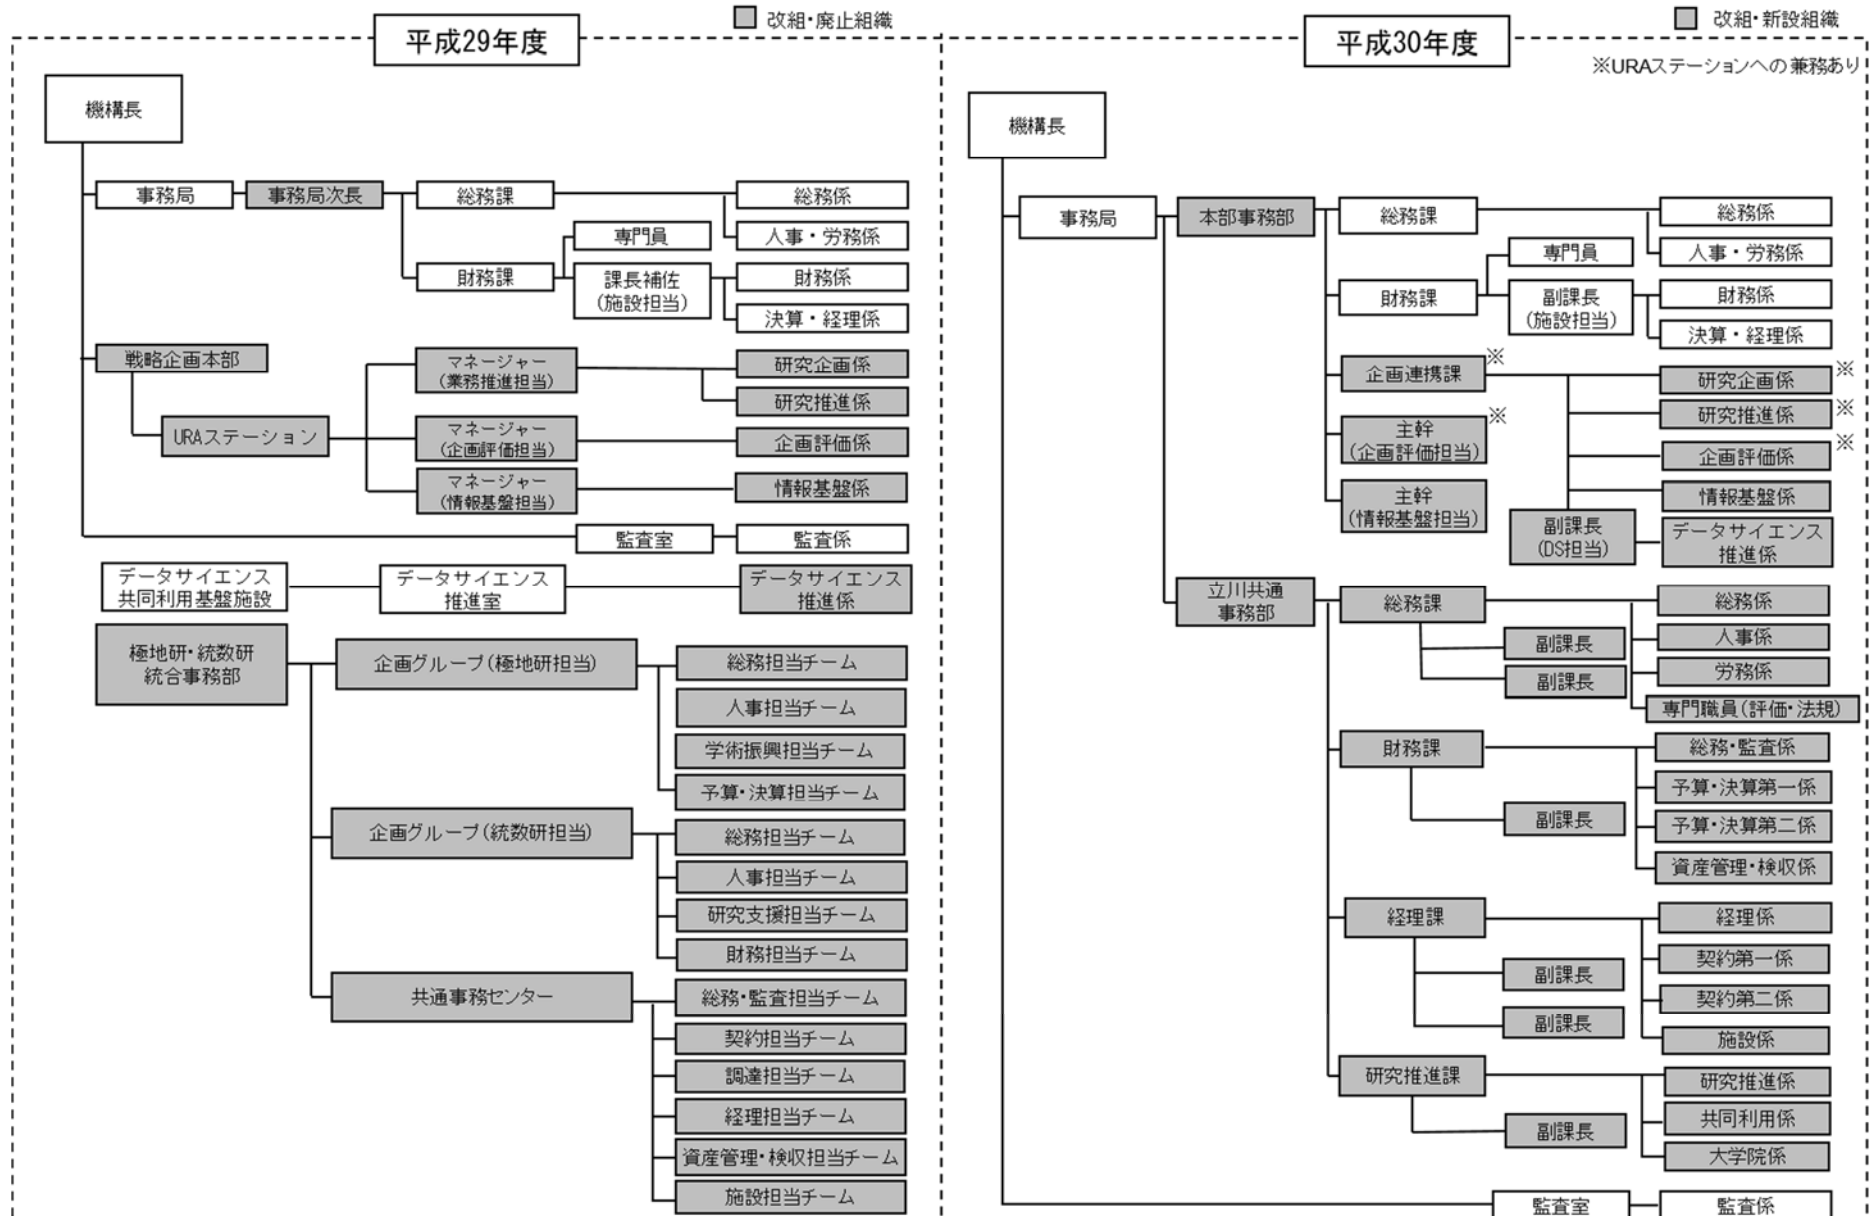 改組・廃止組織
平成29年度
機構長
事務局
事務局次長
総務課
総務係
人事・労務係
専門員
財務課
課長補佐
(施設担当)
財務係
決算・経理係
戦略企画本部
URAステーション
マネージャー
(業務推進担当)
研究企画係
研究推進係
マネージャー
(企画評価担当)
企画評価係
マネージャー
(情報基盤担当)
情報基盤係
監査室
監査係
データサイエンス
共同利用基盤施設
データサイエンス
推進室
データサイエンス
推進係
極地研・統数研
統合事務部
企画グループ(極地研担当)
総務担当チーム
人事担当チーム
学術振興担当チーム
予算・決算担当チーム
企画グループ(統数研担当)
総務担当チーム
人事担当チーム
研究支援担当チーム
財務担当チーム
共通事務センター
総務・監査担当チーム
契約担当チーム
調達担当チーム
経理担当チーム
資産管理・検収担当チーム
施設担当チーム
改組・新設組織
平成30年度
※URAステーションへの兼務あり
機構長
事務局
本部事務部
総務課
総務係
人事・労務係
専門員
財務課
副課長
(施設担当)
財務係
決算・経理係
企画連携課
※
研究企画係
※
研究推進係
※
主幹
(企画評価担当)
※
企画評価係
※
主幹
(情報基盤担当)
情報基盤係
副課長
(DS担当)
データサイエンス
推進係
立川共通
事務部
総務課
総務係
副課長
人事係
副課長
労務係
専門職員(評価・法規)
財務課
総務・監査係
予算・決算第一係
副課長
予算・決算第二係
資産管理・検収係
経理課
経理係
契約第一係
副課長
契約第二係
副課長
施設係
研究推進課
研究推進係
共同利用係
副課長
大学院係
監査室
監査係